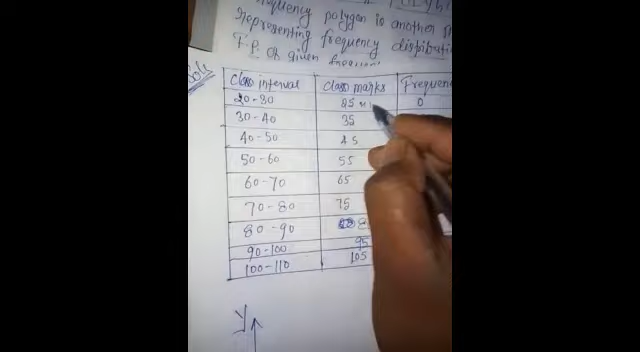 frequency polygon is another
Representing frequency distribution
F.P. of given
Soln
Class interval Class marks Frequency
20-30 25 0
30-40 35
40-50 45
50-60 55
60-70 65
70-80 75
80-90 8
90-100 95
100-110 105
y